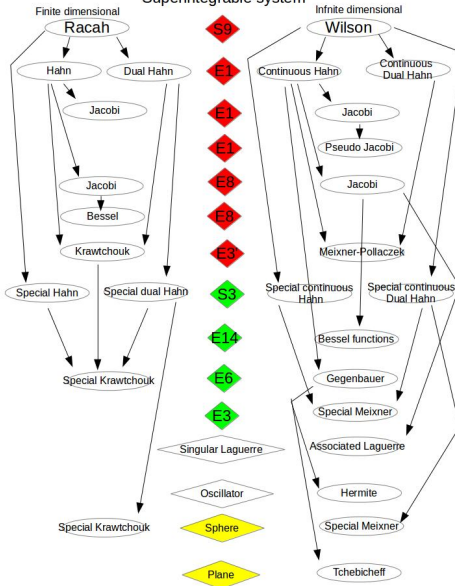 Superintegrable system
Finite dimensional
Infnite dimensional
Racah
S9
Wilson
Hahn
Dual Hahn
E1
Continuous Hahn
Continuous
Dual Hahn
Jacobi
E1
Jacobi
E1
Pseudo Jacobi
Jacobi
E8
Jacobi
Bessel
E8
Krawtchouk
E3'
Meixner-Pollaczek
Special Hahn
Special dual Hahn
S3
Special continuous
Hahn
Special continuous
Dual Hahn
E14
Bessel functions
Special Krawtchouk
E6
Gegenbauer
E3
Special Meixner
Singular Laguerre
Associated Laguerre
Oscillator
Hermite
Special Krawtchouk
Sphere
Special Meixner
Plane
Tchebicheff